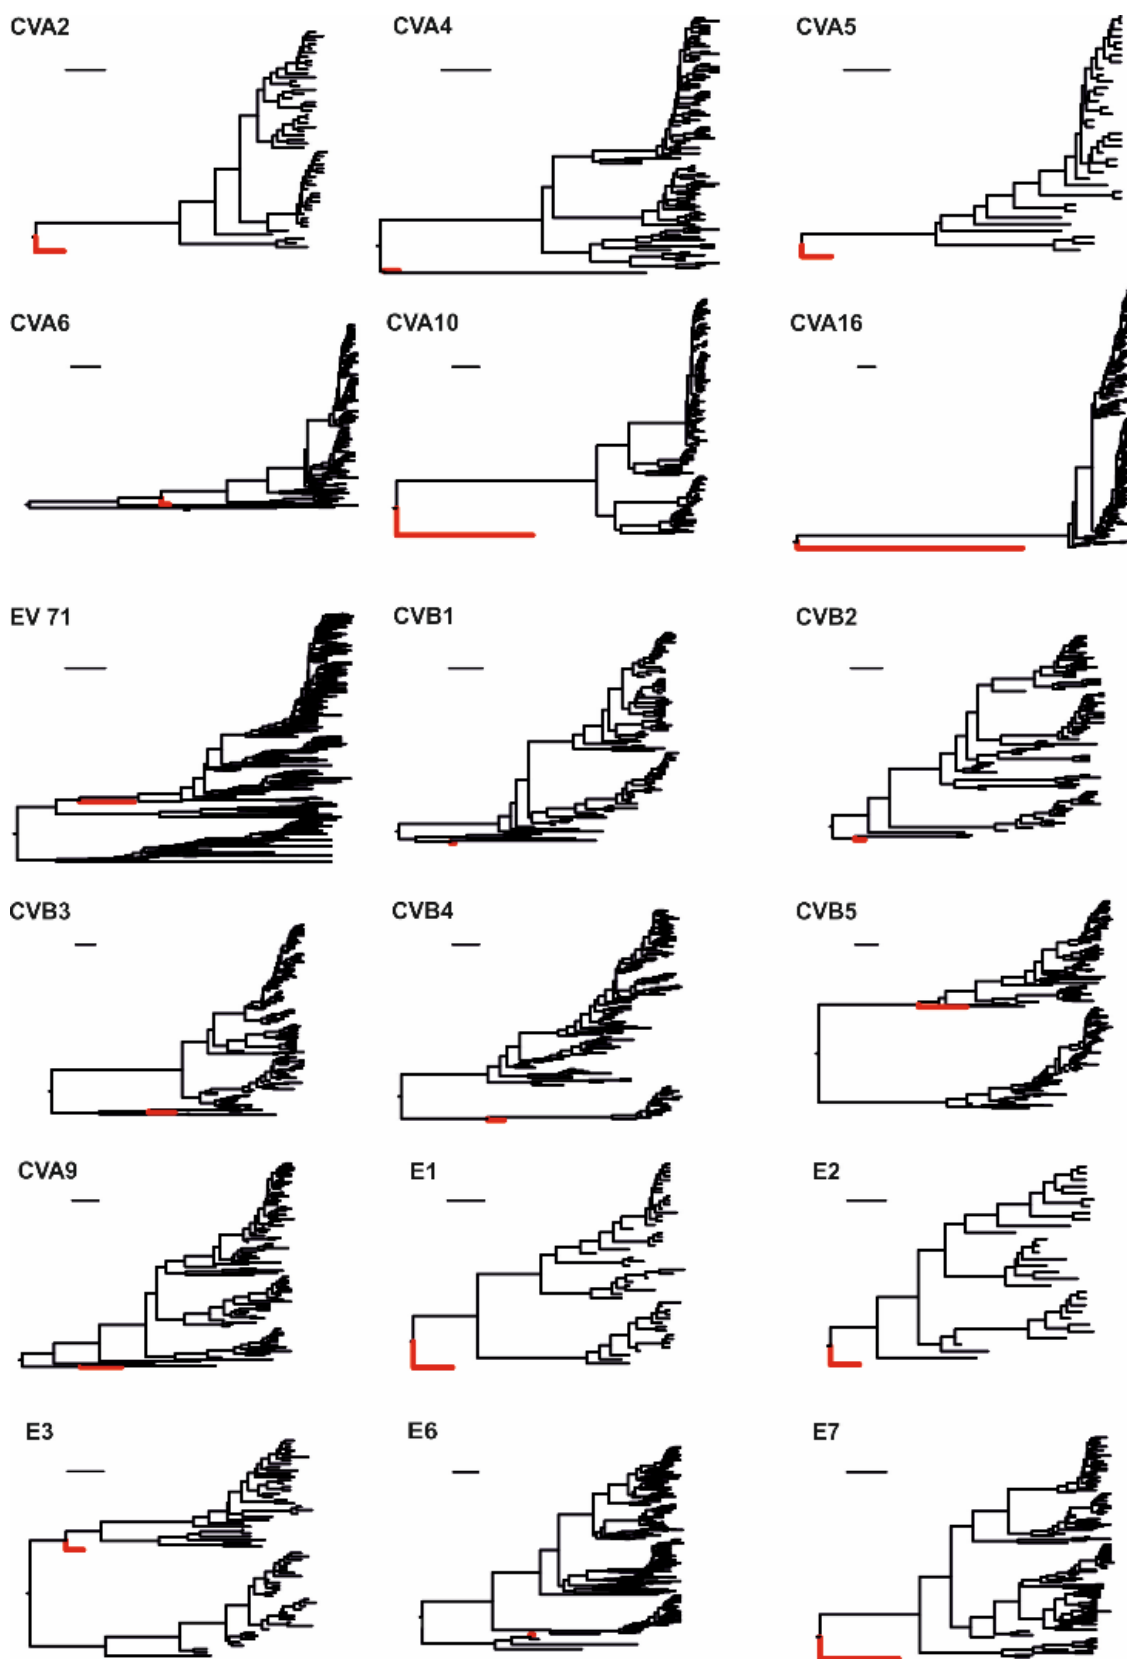 CVA2 CVA4 CVA5
CVA6 CVA10 CVA16
EV 71 CVB1 CVB2
CVB3 CVB4 CVB5
CVA9 E1 E2
E3 E6 E7